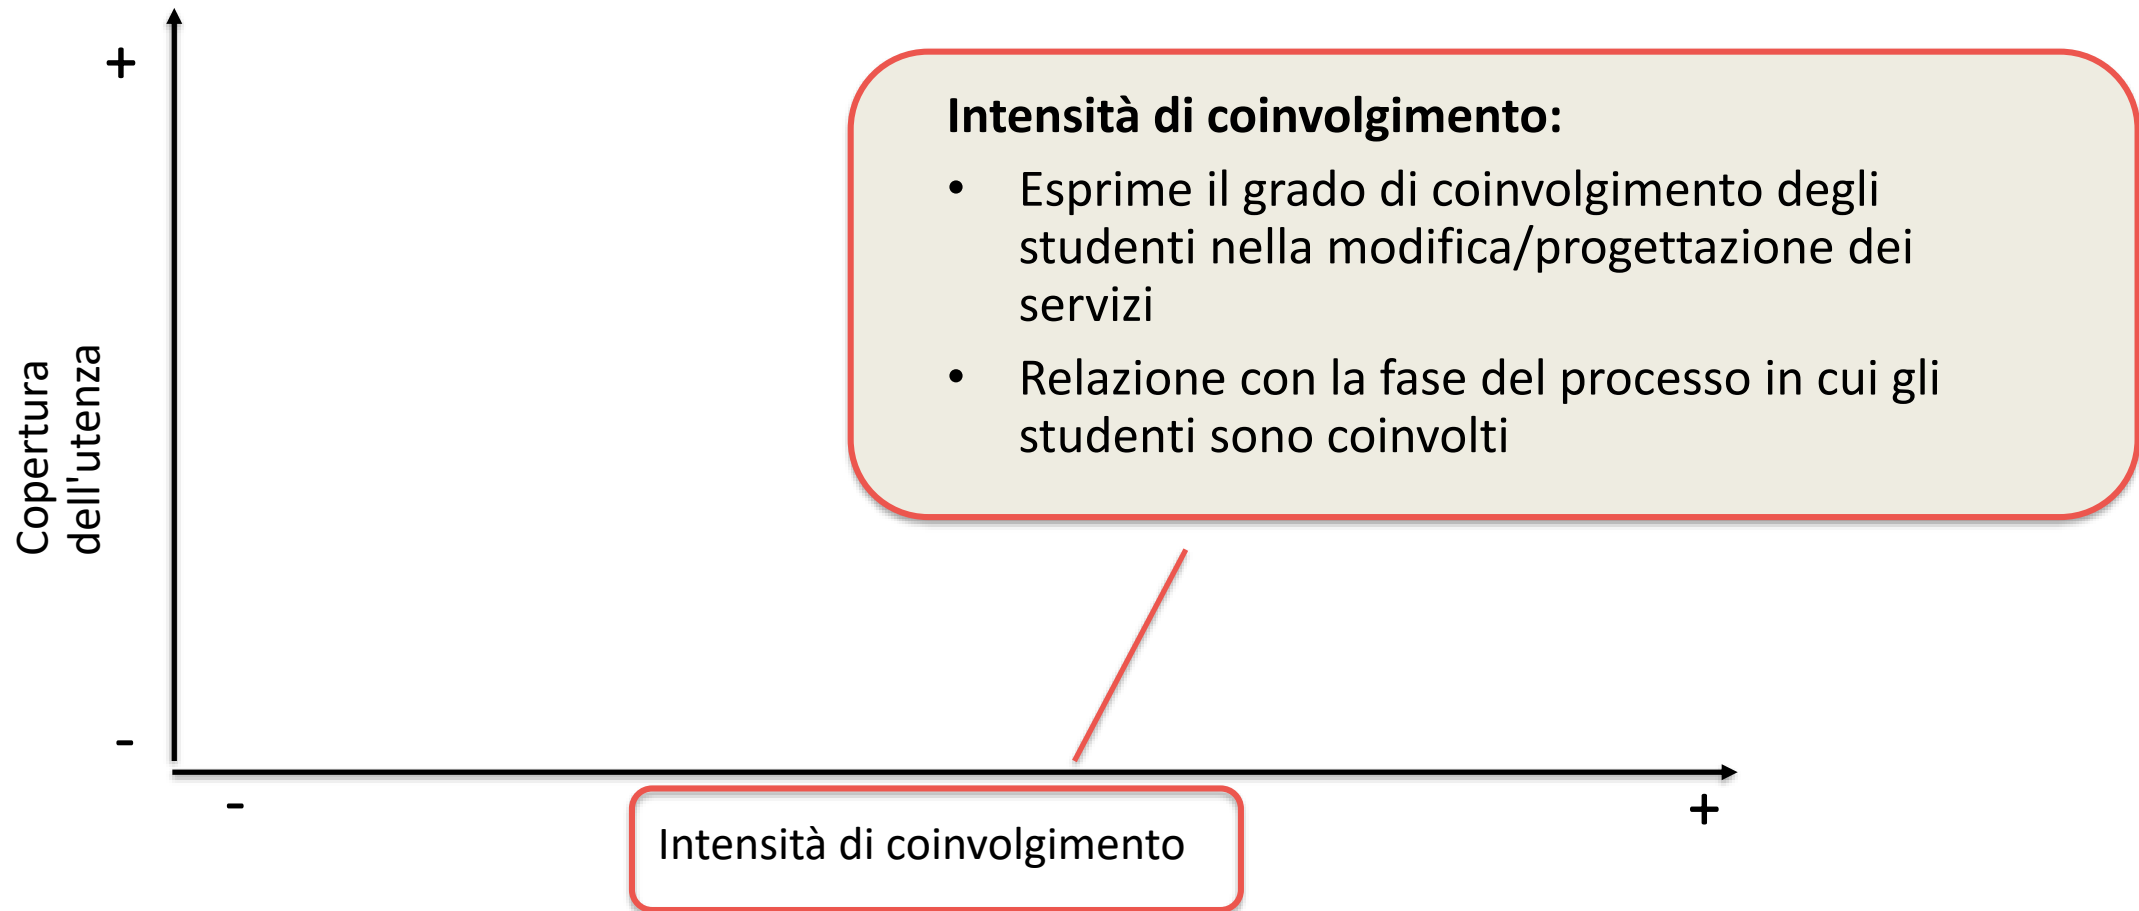 +
Intensità di coinvolgimento:
• Esprime il grado di coinvolgimento degli
studenti nella modifica/progettazione dei
servizi
• Relazione con la fase del processo in cui gli
studenti sono coinvolti
Copertura
dell'utenza
-
-
+
Intensità di coinvolgimento